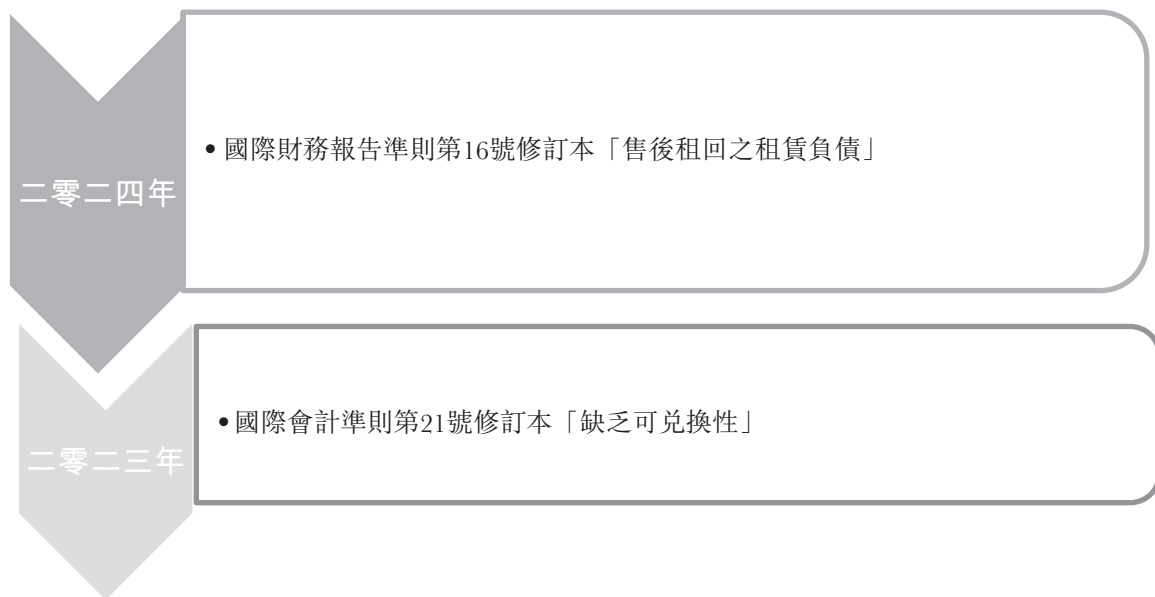 二零二四年
• 國際財務報告準則第16號修訂本「售後租回之租賃負債」
二零二三年
• 國際會計準則第21號修訂本「缺乏可兑換性」